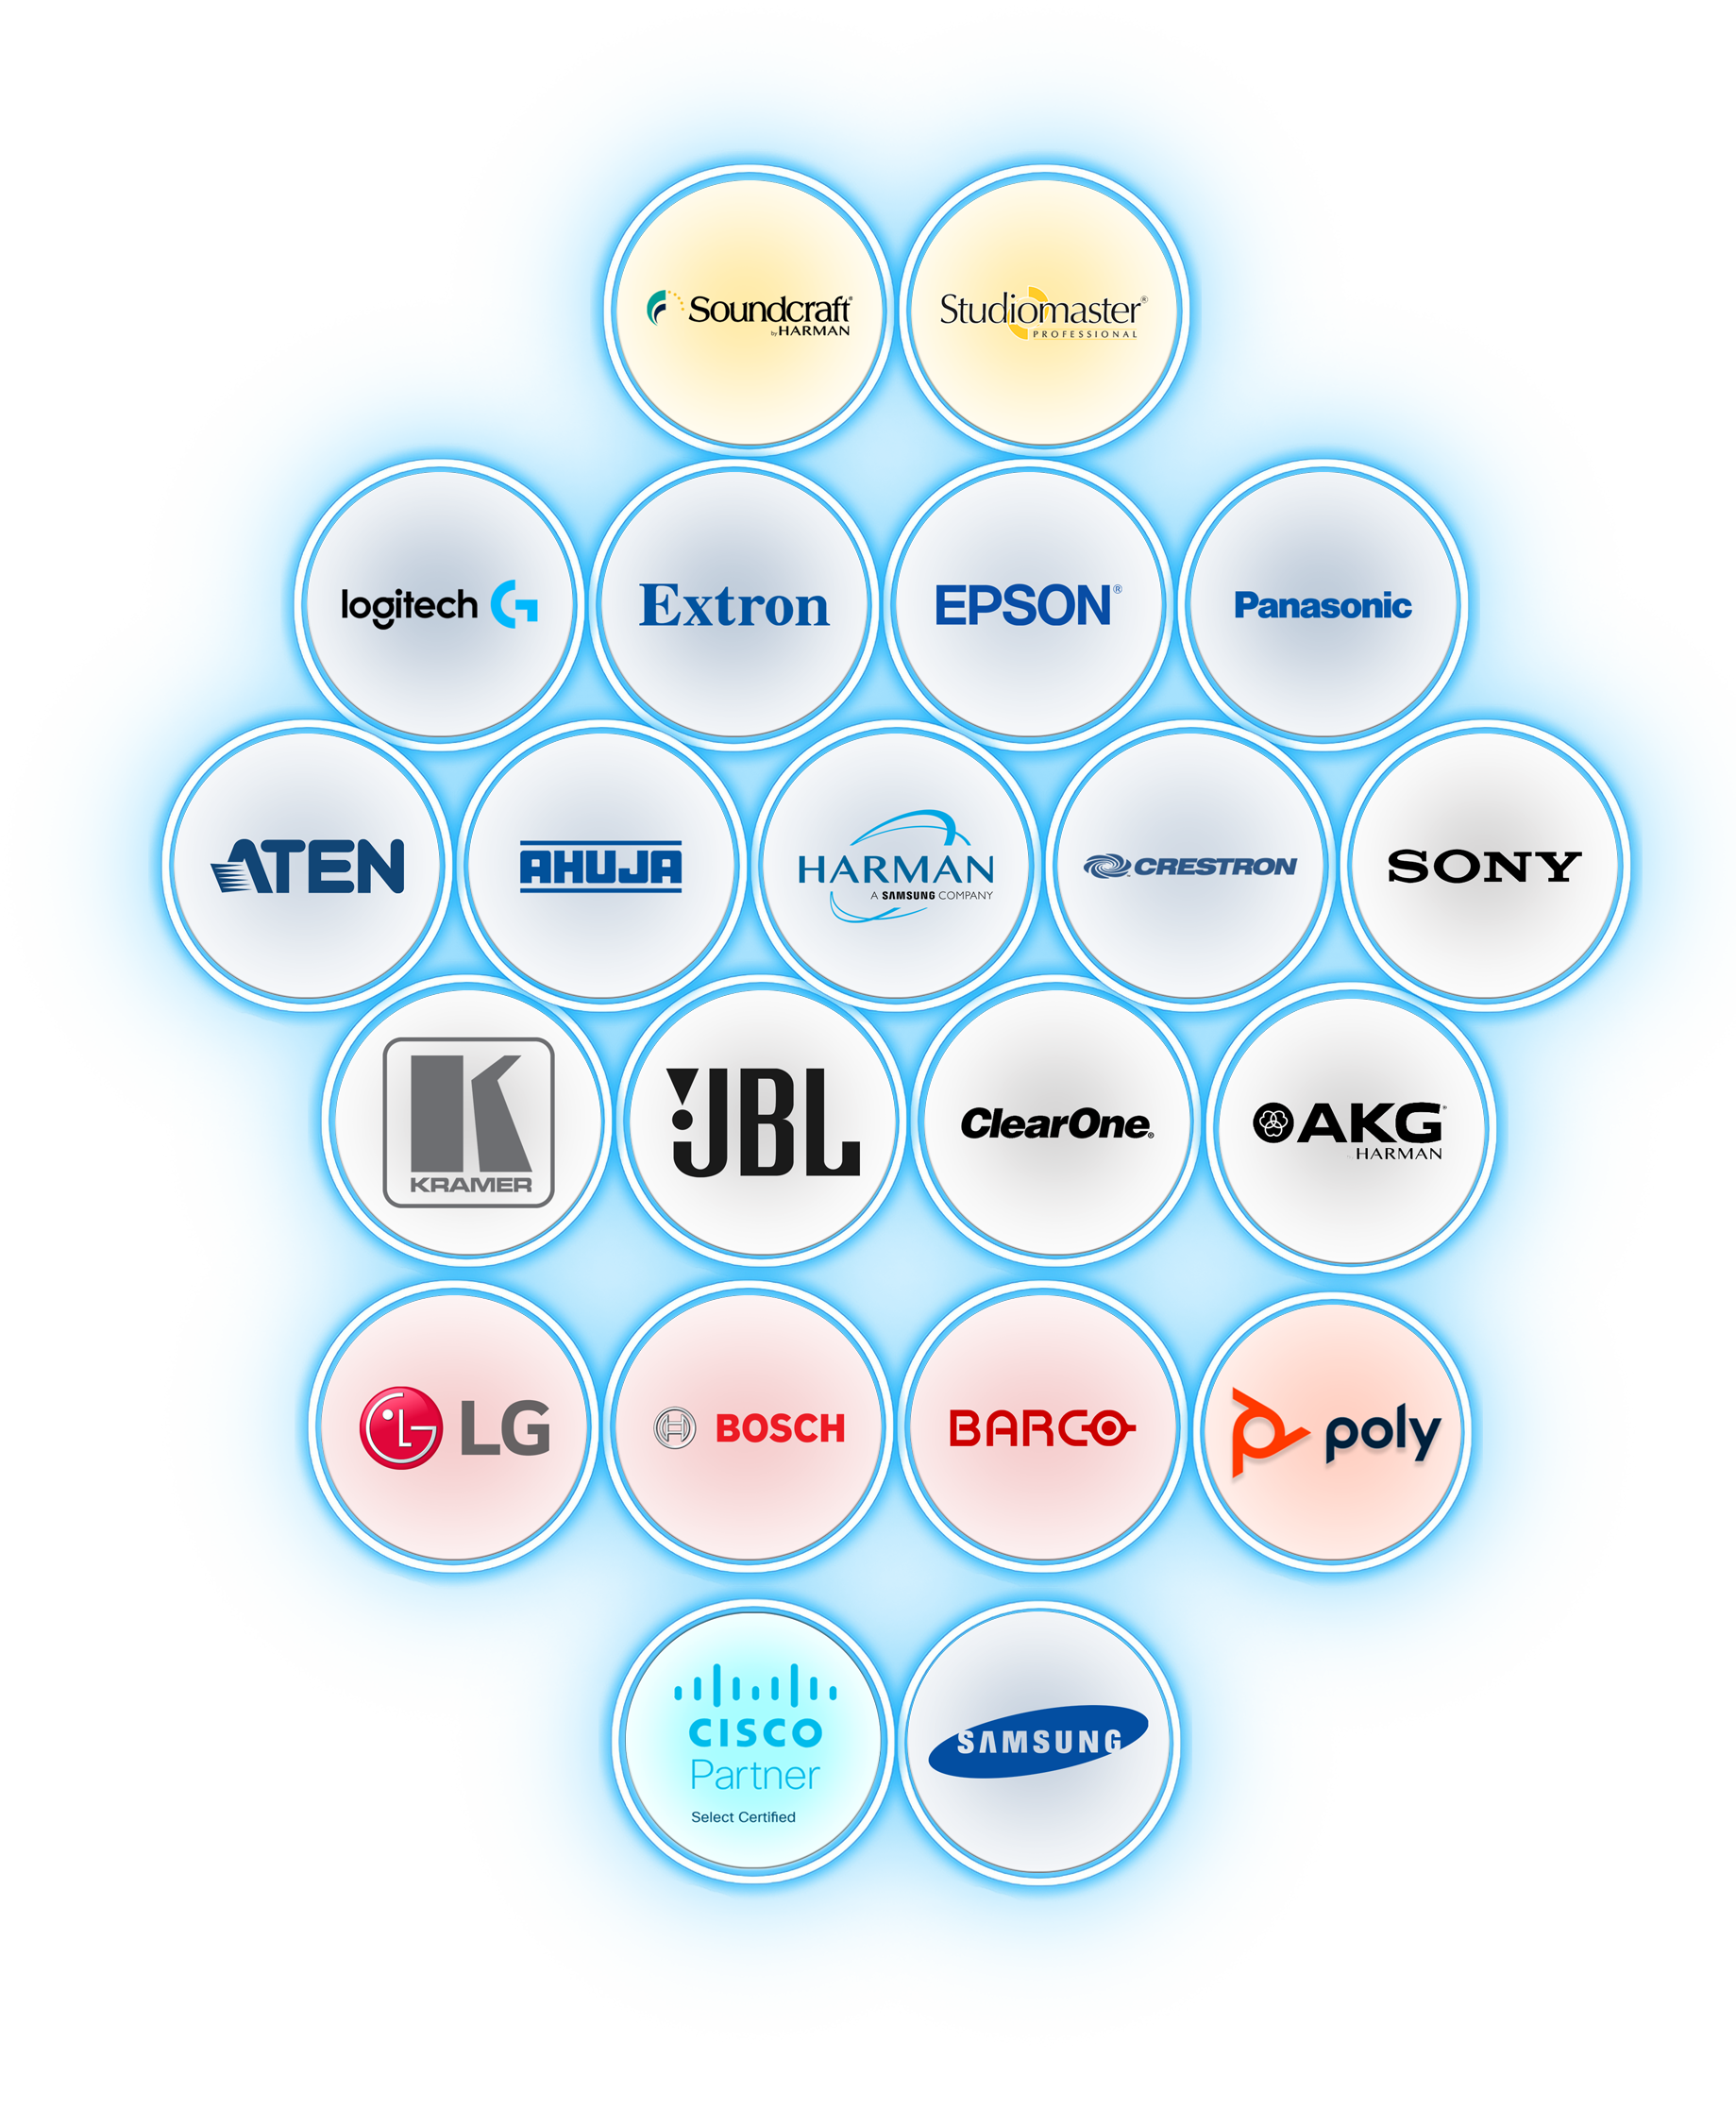 Soundcraft®
by HARMAN
Studiomaster®
PROFESSIONAL
logitech G
Extron
EPSON®
Panasonic
ATEN
AHUJA
HARMAN
A SAMSUNG COMPANY
CRESTRON
SONY
K
KRAMER
JBL
ClearOne®
AKG®
HARMAN
LG LG
H BOSCH
BARCO
poly
CISCO
Partner
Select Certified
SAMSUNG